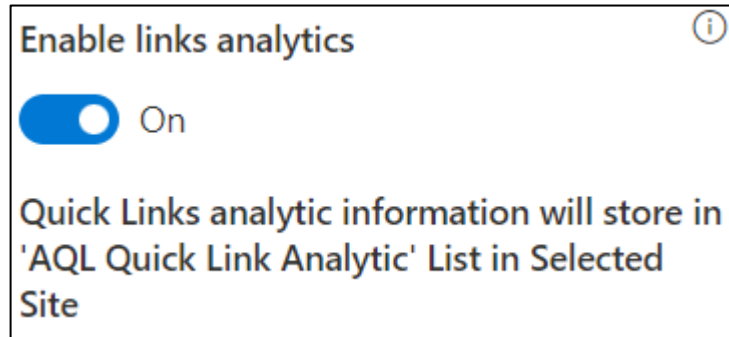 Enable links analytics
On
Quick Links analytic information will store in
'AQL Quick Link Analytic' List in Selected
Site